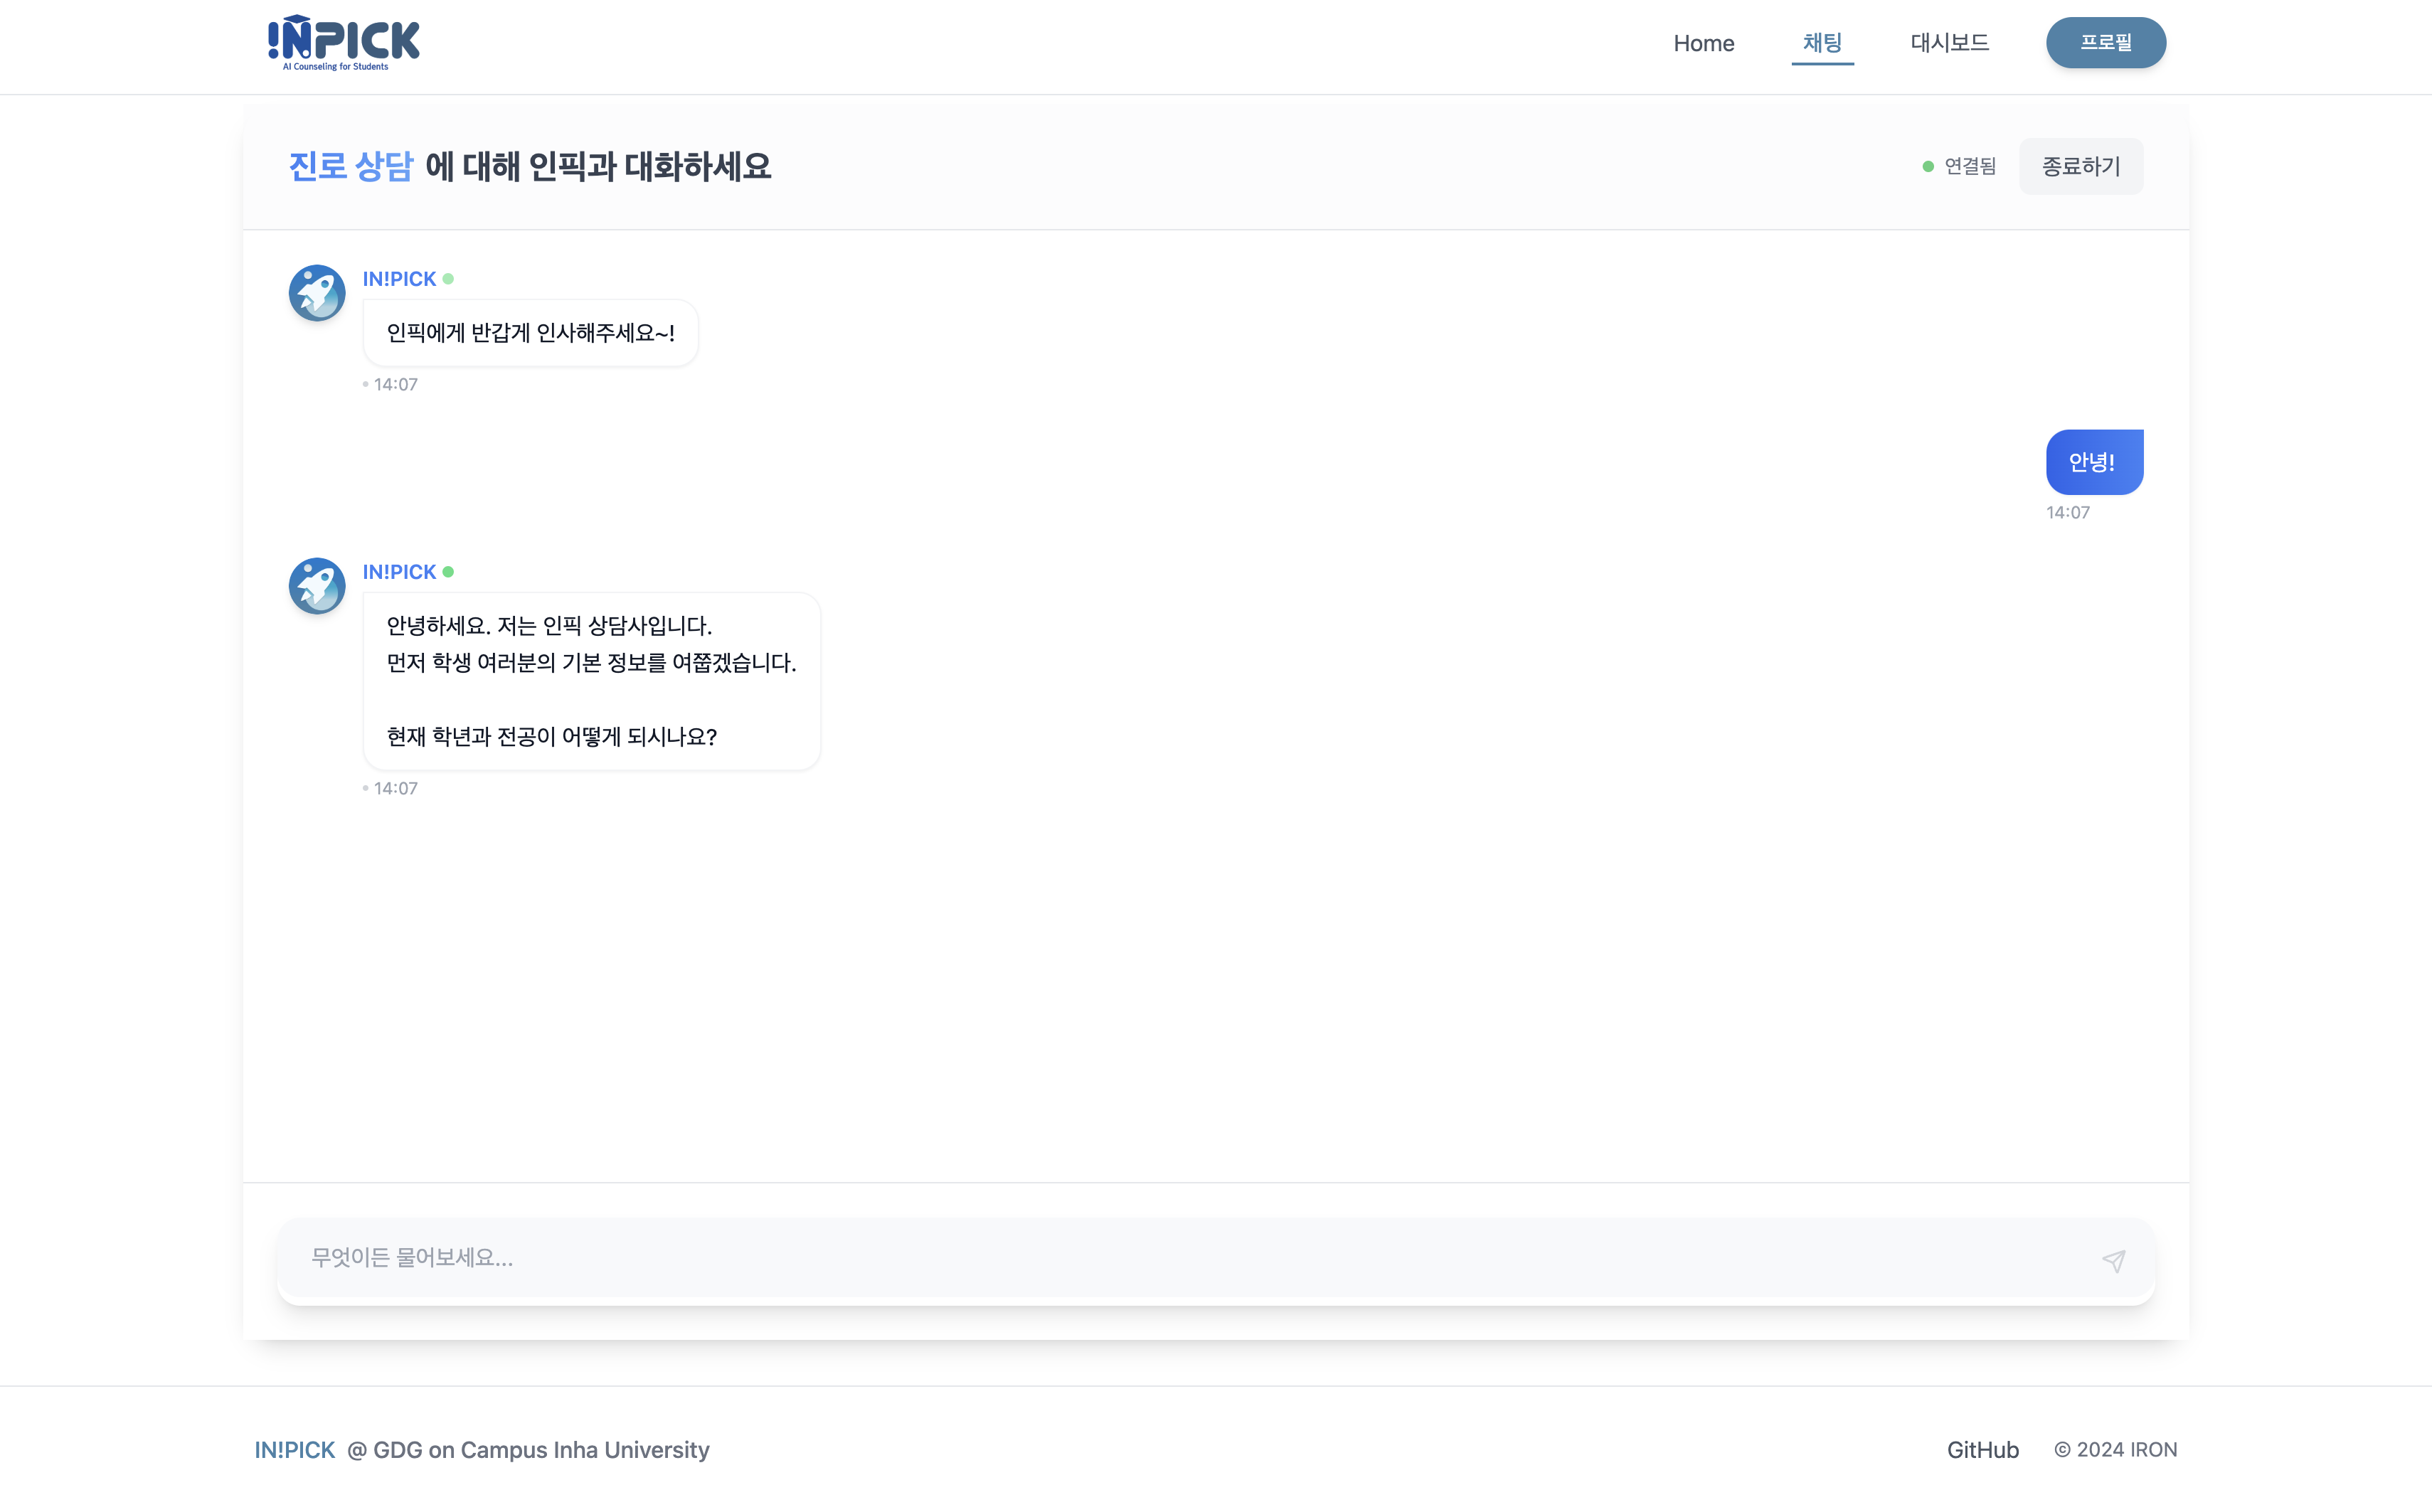 !NPICK
AI Counseling for Students
Home
채팅
대시보드
프로필
진로 상담 에 대해 인픽과 대화하세요
연결됨
종료하기
IN!PICK
인픽에게 반갑게 인사해주세요~!
14:07
안녕!
14:07
IN!PICK
안녕하세요. 저는 인픽 상담사입니다.
먼저 학생 여러분의 기본 정보를 여쭙겠습니다.
현재 학년과 전공이 어떻게 되시나요?
14:07
무엇이든 물어보세요...
IN!PICK @ GDG on Campus Inha University
GitHub
© 2024 IRON